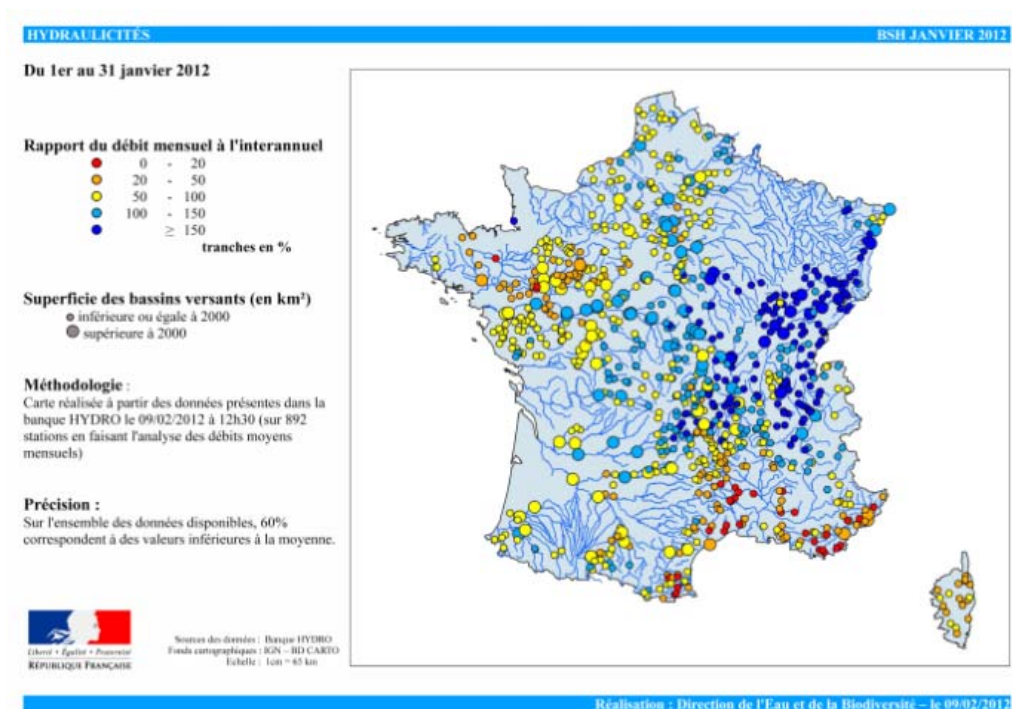 HYDRAULICITÉS
BSH JANVIER 2012
Du 1er au 31 janvier 2012
Rapport du débit mensuel à l'interannuel
0 - 20
20 - 50
50 - 100
100 - 150
≥ 150
tranches en %
Superficie des bassins versants (en km²)
inférieure ou égale à 2000
supérieure à 2000
Méthodologie :
Carte réalisée à partir des données présentes dans la
banque HYDRO le 09/02/2012 à 12h30 (sur 892
stations en faisant l'analyse des débits moyens
mensuels)
Précision :
Sur l'ensemble des données disponibles, 60%
correspondent à des valeurs inférieures à la moyenne.
Liberté • Égalité • Fraternité
RÉPUBLIQUE FRANÇAISE
Sources des données : Banque HYDRO
Fonds cartographiques : IGN – BD CARTO
Echelle : 1cm = 65 km
Réalisation : Direction de l'Eau et de la Biodiversité – le 09/02/2012